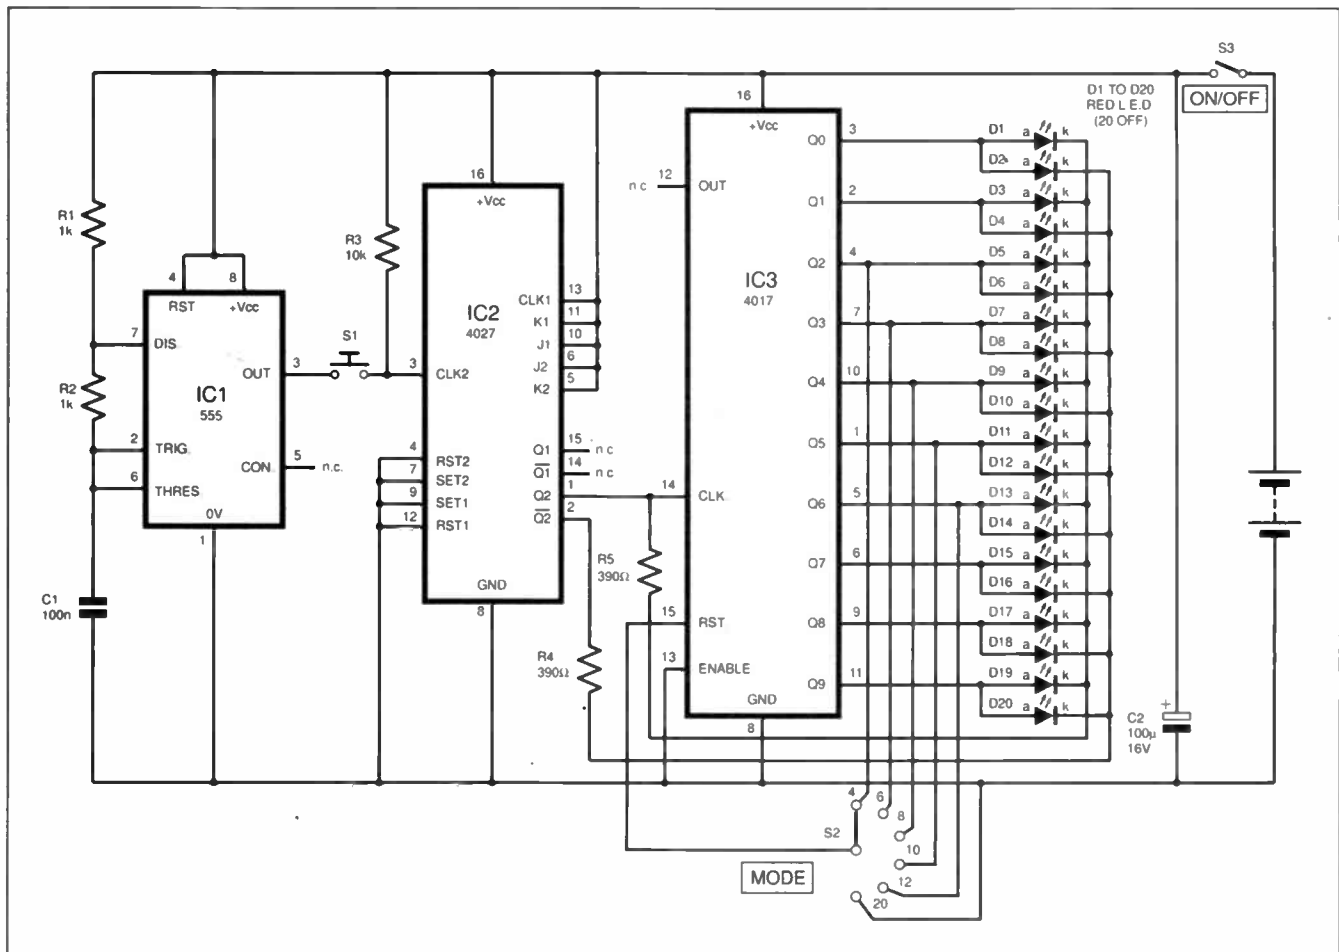 S3
ON/OFF
D1 TO D20
RED L E.D
(20 OFF)
R1
1k
R2
1k
C1
100n
4
8
RST
+Vcc
7
DIS
OUT
3
IC1
555
2
TRIG
CON
5
n.c.
6
THRES
0V
1
S1
R3
10k
16
+Vcc
IC2
4027
3
CLK2
CLK1
13
K1
11
J1
10
J2
6
K2
5
4
RST2
7
SET2
9
SET1
12
RST1
Q1
15
n c
Q1
14
n c
Q2
1
Q2
2
GND
8
R4
390Ω
R5
390Ω
16
+Vcc
n c
12
OUT
IC3
4017
14
CLK
15
RST
13
ENABLE
GND
8
Q0
3
Q1
2
Q2
4
Q3
7
Q4
10
Q5
1
Q6
5
Q7
6
Q8
9
Q9
11
D1 a k
D2 a k
D3 a k
D4 a k
D5 a k
D6 a k
D7 a k
D8 a k
D9 a k
D10 a k
D11 a k
D12 a k
D13 a k
D14 a k
D15 a k
D16 a k
D17 a k
D18 a k
D19 a k
D20 a k
+
C2
100µ
16V
S2
4
6
8
10
12
20
MODE